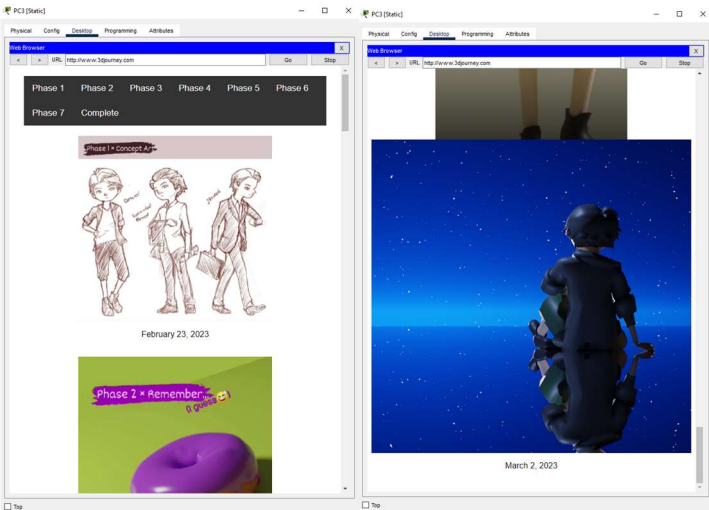 PC3 [Static]
Physical Config Desktop Programming Attributes
Web Browser X
< > URL http://www.3djourney.com Go Stop
Phase 1 Phase 2 Phase 3 Phase 4 Phase 5 Phase 6
Phase 7 Complete
Phase 1 × Concept Art
February 23, 2023
Phase 2 × Remember...
(I guess😅)
Top
PC3 [Static]
Physical Config Desktop Programming Attributes
Web Browser X
< > URL http://www.3djourney.com Go Stop
March 2, 2023
Top